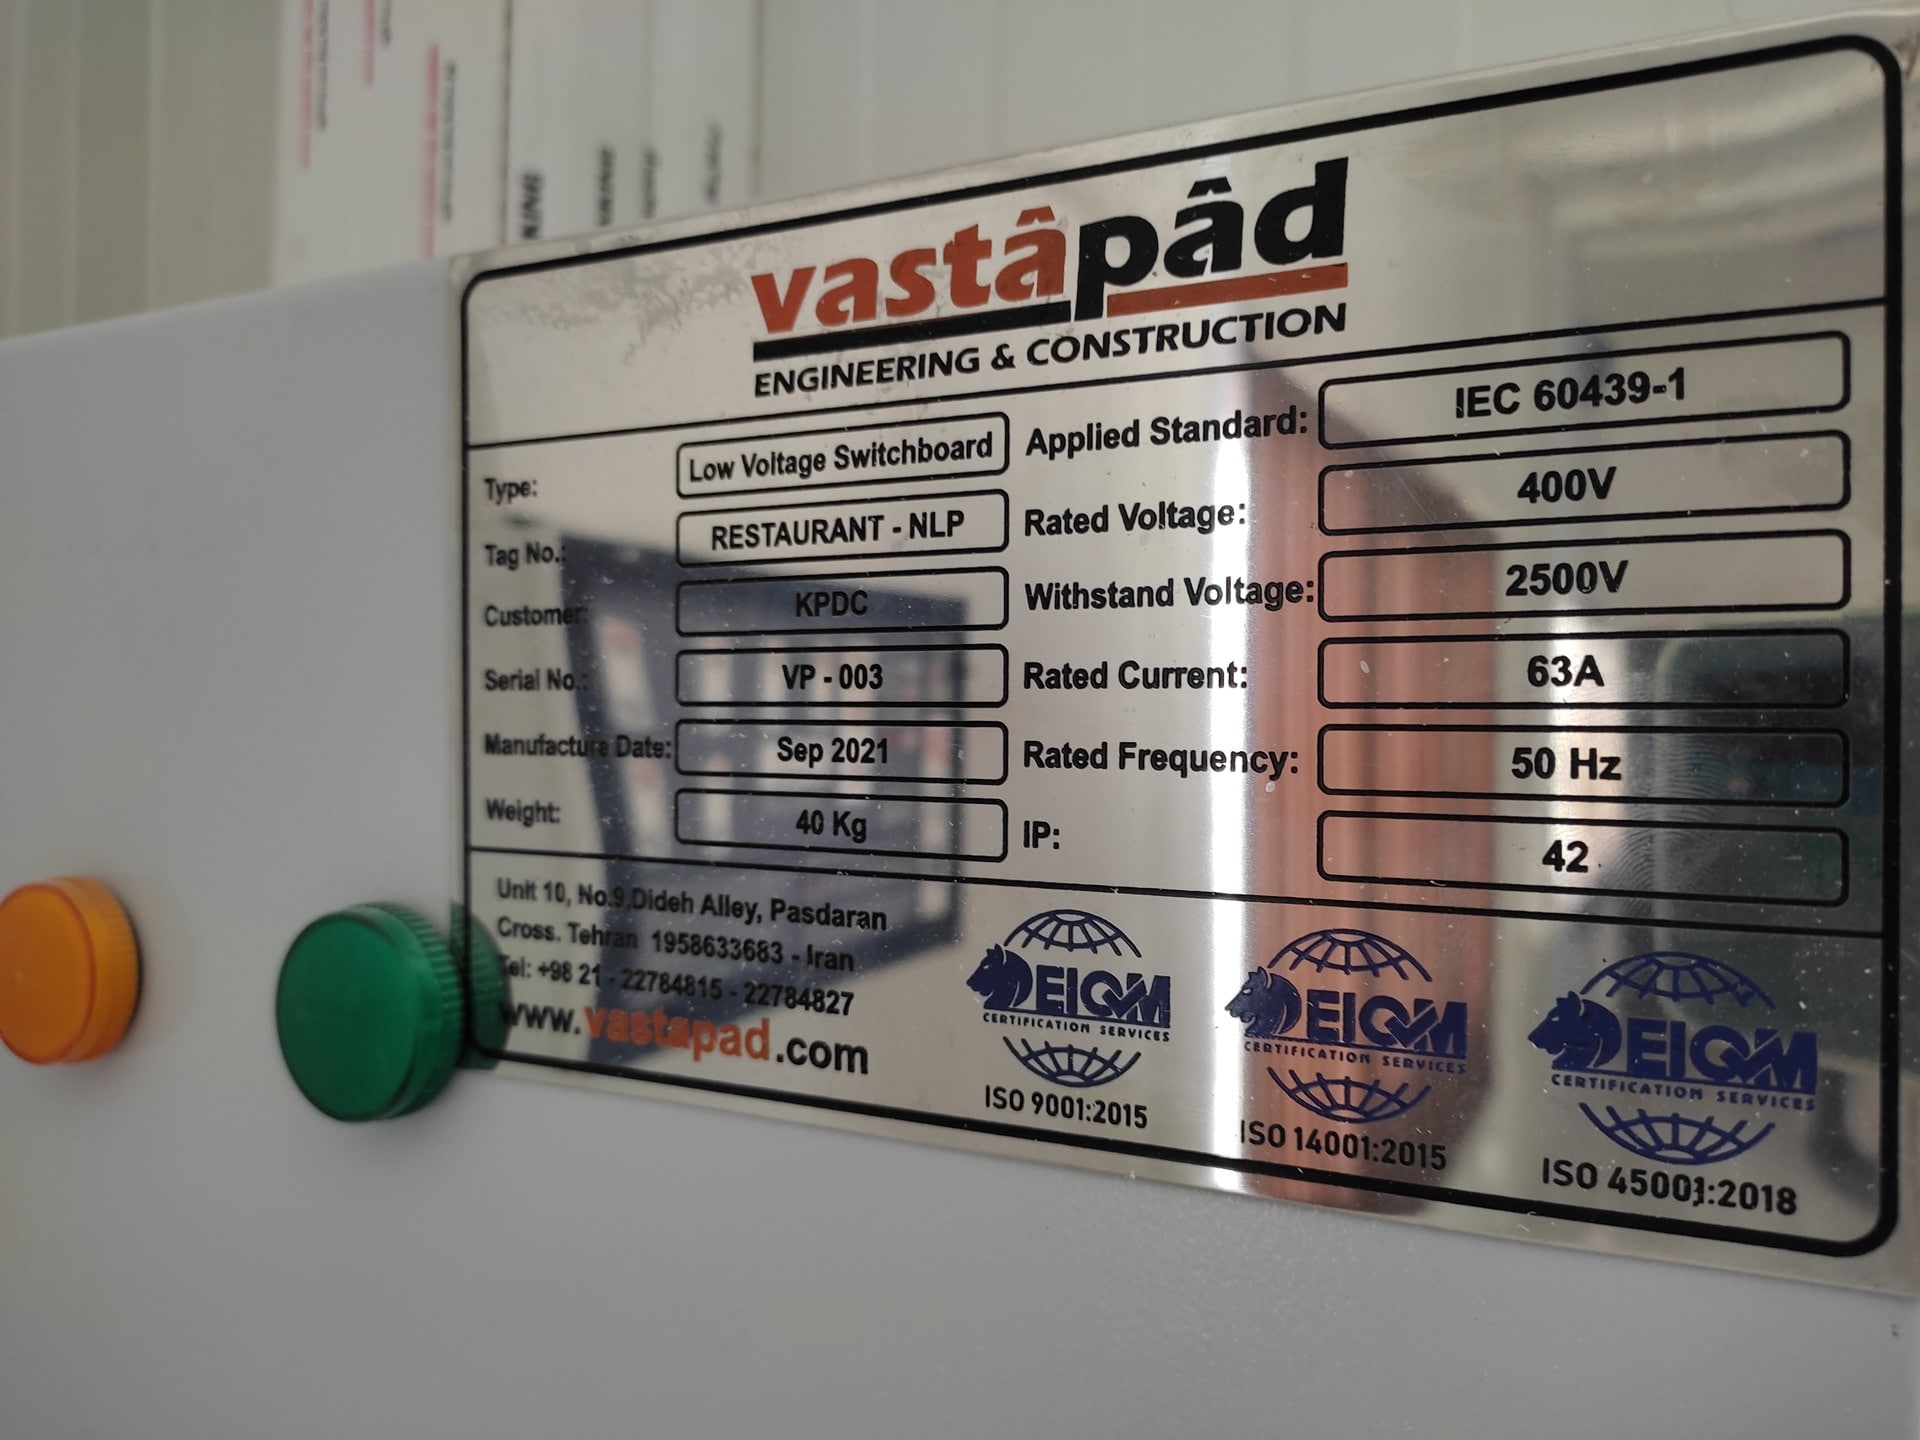 vastâpâd
ENGINEERING & CONSTRUCTION
Type: Low Voltage Switchboard
Tag No.: RESTAURANT - NLP
Customer: KPDC
Serial No.: VP - 003
Manufacture Date: Sep 2021
Weight: 40 Kg
Applied Standard: IEC 60439-1
Rated Voltage: 400V
Withstand Voltage: 2500V
Rated Current: 63A
Rated Frequency: 50 Hz
IP: 42
Unit 10, No.9,Dideh Alley, Pasdaran
Cross. Tehran 1958633683 - Iran
Tel: +98 21 - 22784815 - 22784827
www.vastapad.com
EIQM
CERTIFICATION SERVICES
ISO 9001:2015
EIQM
CERTIFICATION SERVICES
ISO 14001:2015
EIQM
CERTIFICATION SERVICES
ISO 45001:2018